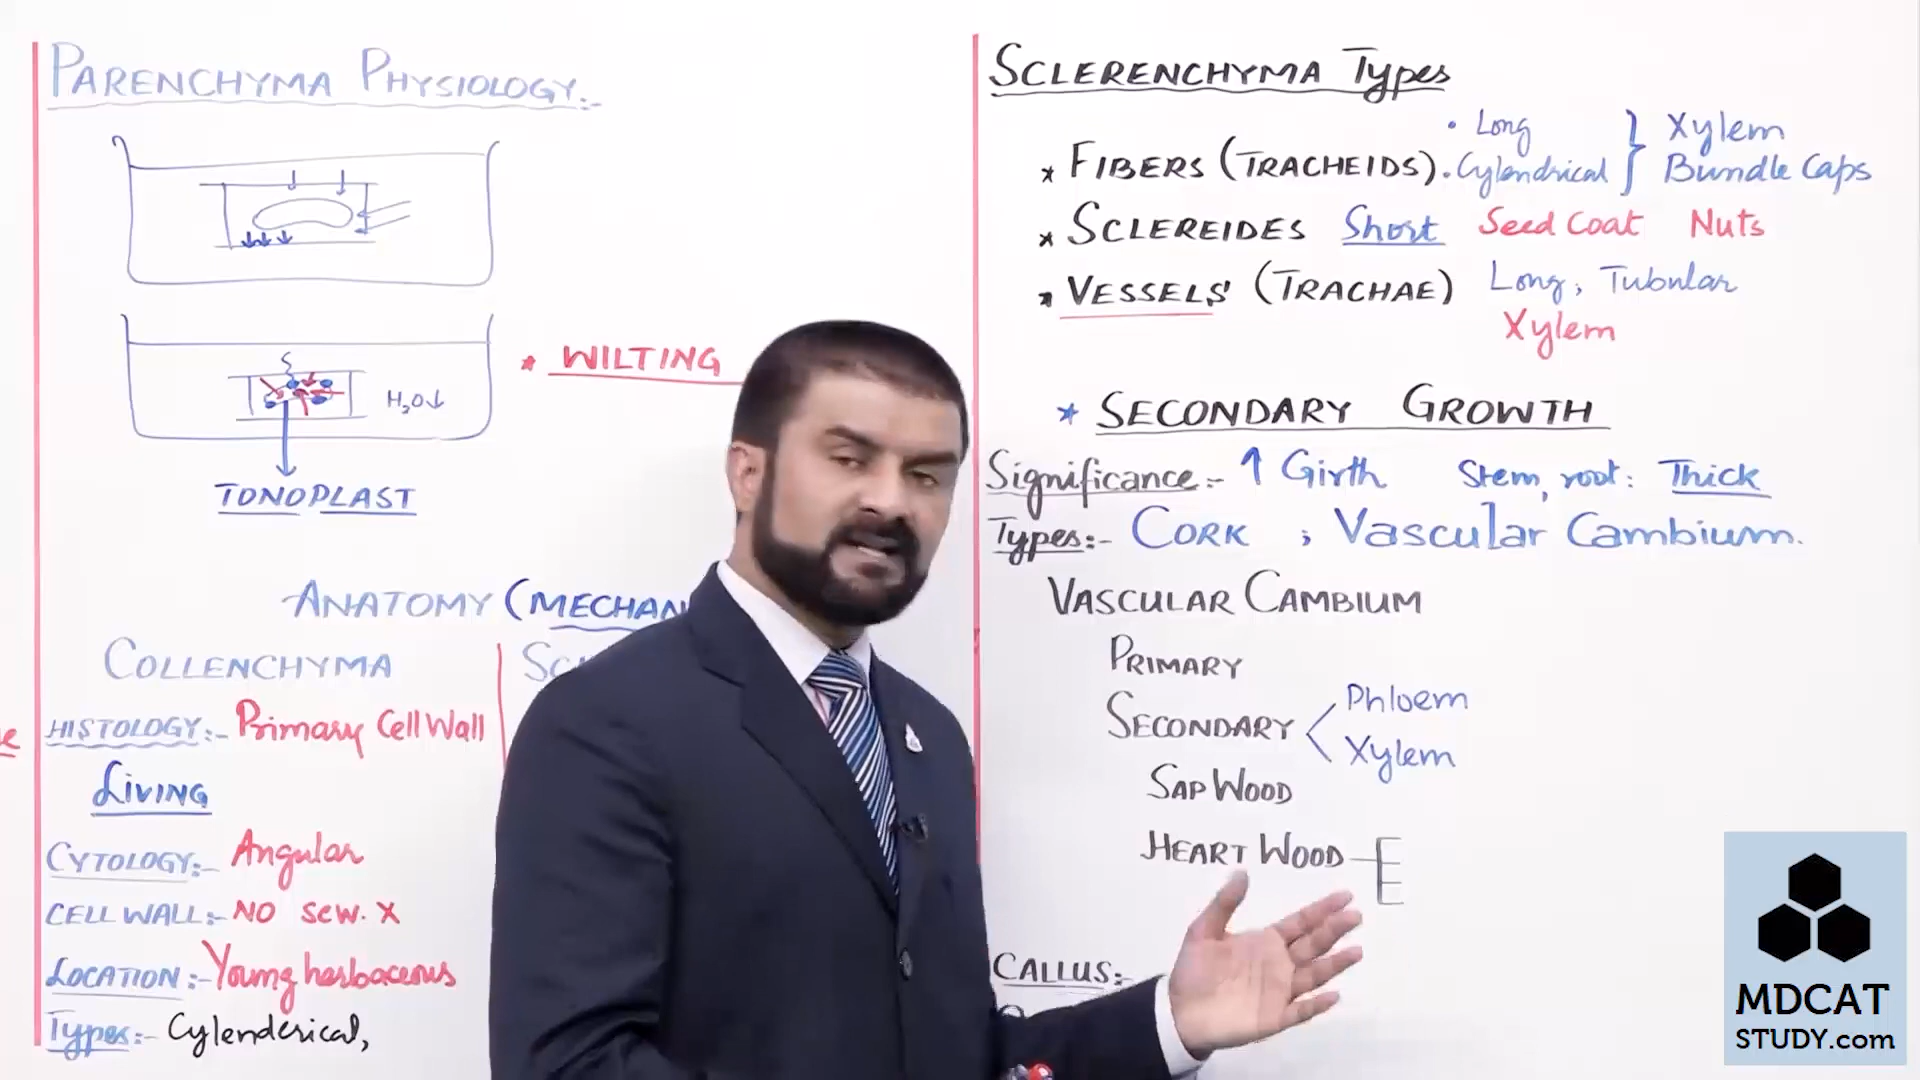 PARENCHYMA PHYSIOLOGY:-
H₂O↓
* WILTING
TONOPLAST
ANATOMY (MECHAN
COLLENCHYMA
HISTOLOGY:- Primary Cell Wall
LIVING
CYTOLOGY:- Angular
CELL WALL:- NO SCW. X
LOCATION:- Young herbaceous
Types:- Cylenderical,
SCLERENCHYMA Types
* FIBERS (TRACHEIDS) • Long • Cylendrical } Xylem Bundle Caps
* SCLEREIDES Short Seed Coat Nuts
* VESSELS (TRACHAE) Long, Tubular
Xylem
* SECONDARY GROWTH
Significance:- ↑ Girth Stem, root: Thick
Types:- CORK ; Vascular Cambium.
VASCULAR CAMBIUM
PRIMARY
SECONDARY < Phloem Xylem
SAP WOOD
HEART WOOD
CALLUS:-
MDCAT
STUDY.com